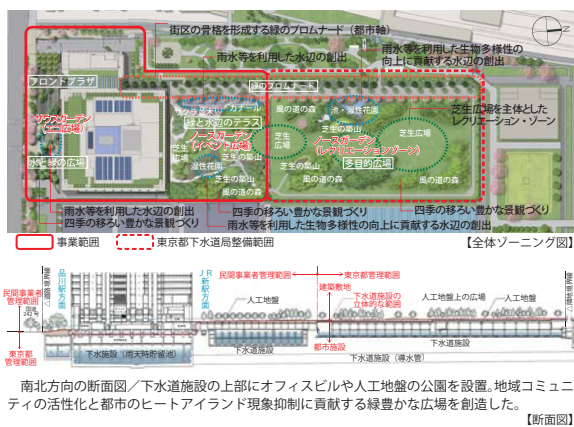 街区の骨格を形成する緑のプロムナード（都市軸）
雨水等を利用した水辺の創出
雨水等を利用した生物多様性の
向上に貢献する水辺の創出
フロントプラザ
緑のプロムナード
風の道の森
池・湿性花園
芝生広場を主体とした
レクリエーション・ゾーン
サウスガーデン
（エコ広場）
緑と水辺のテラス
ノースガーデン
（イベント広場）
芝生広場
芝生の築山
ノースガーデン
（レクリエーションゾーン）
多目的広場
芝生広場
水と緑の広場
芝生広場
湿性花園
芝生の築山
芝生の築山
風の道の森
風の道の森
雨水等を利用した水辺の創出
四季の移ろい豊かな景観づくり
四季の移ろい豊かな景観づくり
四季の移ろい豊かな景観づくり
雨水等を利用した生物多様性の向上に貢献する水辺の創出
事業範囲
東京都下水道局整備範囲
【全体ゾーニング図】
民間事業者
管理範囲
品川駅方面
JR新駅方面
民間事業者管理範囲
東京都管理範囲
建築敷地
人工地盤
下水道施設の
立体的な範囲
人工地盤上の広場
人工地盤
東京都
管理範囲
下水道施設（雨天時貯留池）
下水道施設
都市施設
下水道施設
下水道施設（導水管）
南北方向の断面図／下水道施設の上部にオフィスビルや人工地盤の公園を設置。地域コミュニ
ティの活性化と都市のヒートアイランド現象抑制に貢献する緑豊かな広場を創造した。
【断面図】